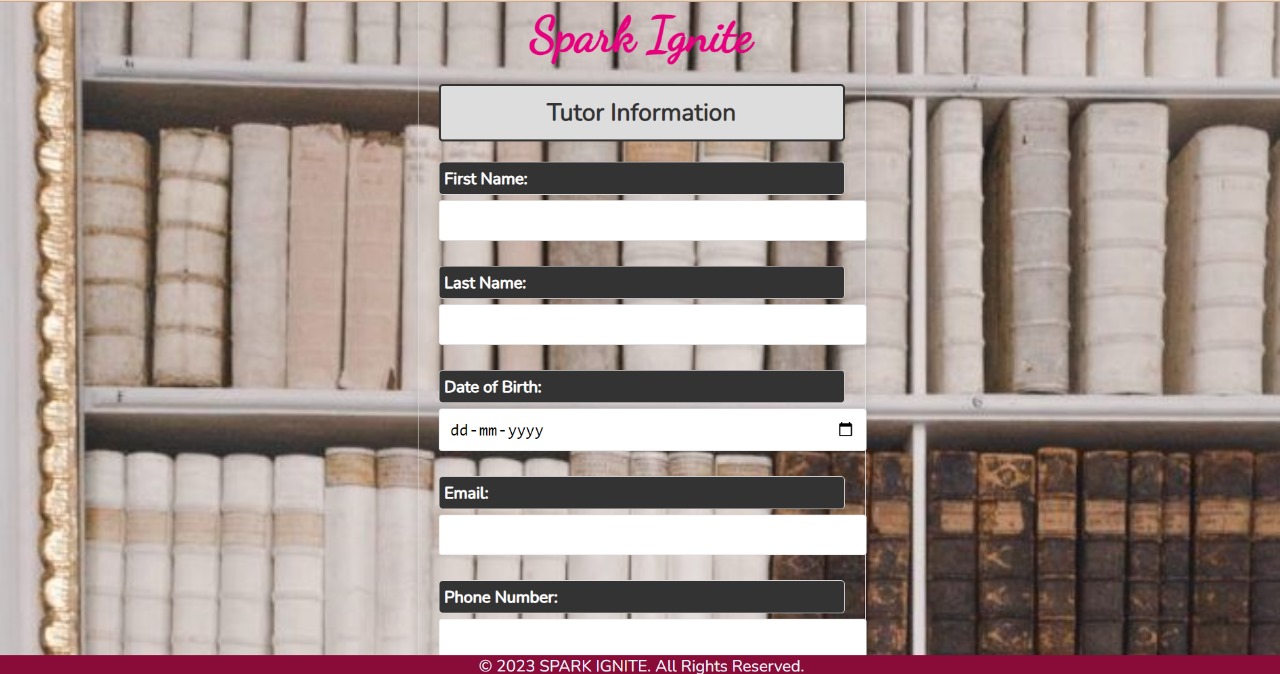 Spark Ignite
Tutor Information
First Name:
Last Name:
Date of Birth:
dd-mm-yyyy
Email:
Phone Number:
© 2023 SPARK IGNITE. All Rights Reserved.